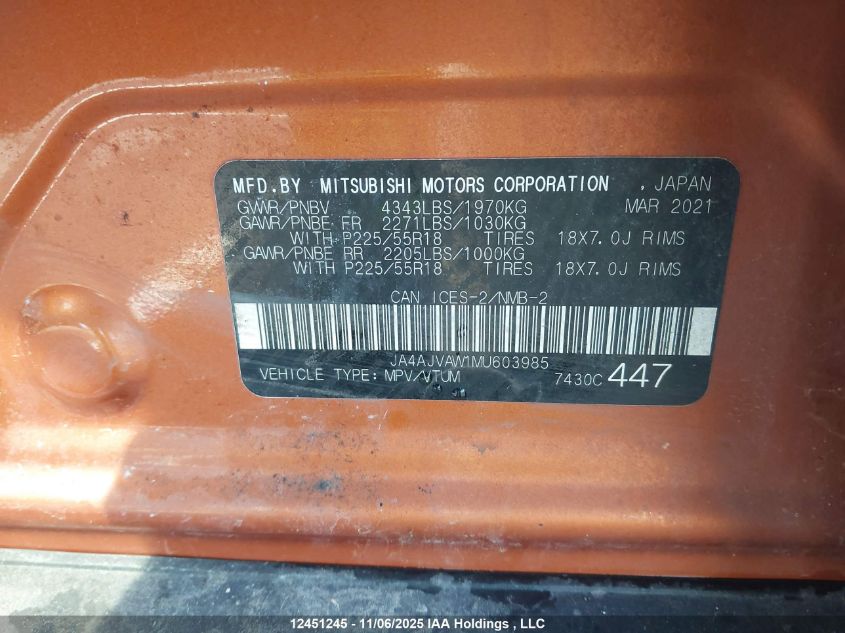 MFD.BY MITSUBISHI MOTORS CORPORATION , JAPAN
GVWR/PNBV 4343LBS/1970KG MAR 2021
GAWR/PNBE FR 2271LBS/1030KG
WITH P225/55R18 TIRES 18X7.0J RIMS
GAWR/PNBE RR 2205LBS/1000KG
WITH P225/55R18 TIRES 18X7.0J RIMS
CAN ICES-2/NMB-2
JA4AJVAW1MU603985
VEHICLE TYPE: MPV/VTUM 7430C 447
12451245 - 11/06/2025 IAA Holdings , LLC